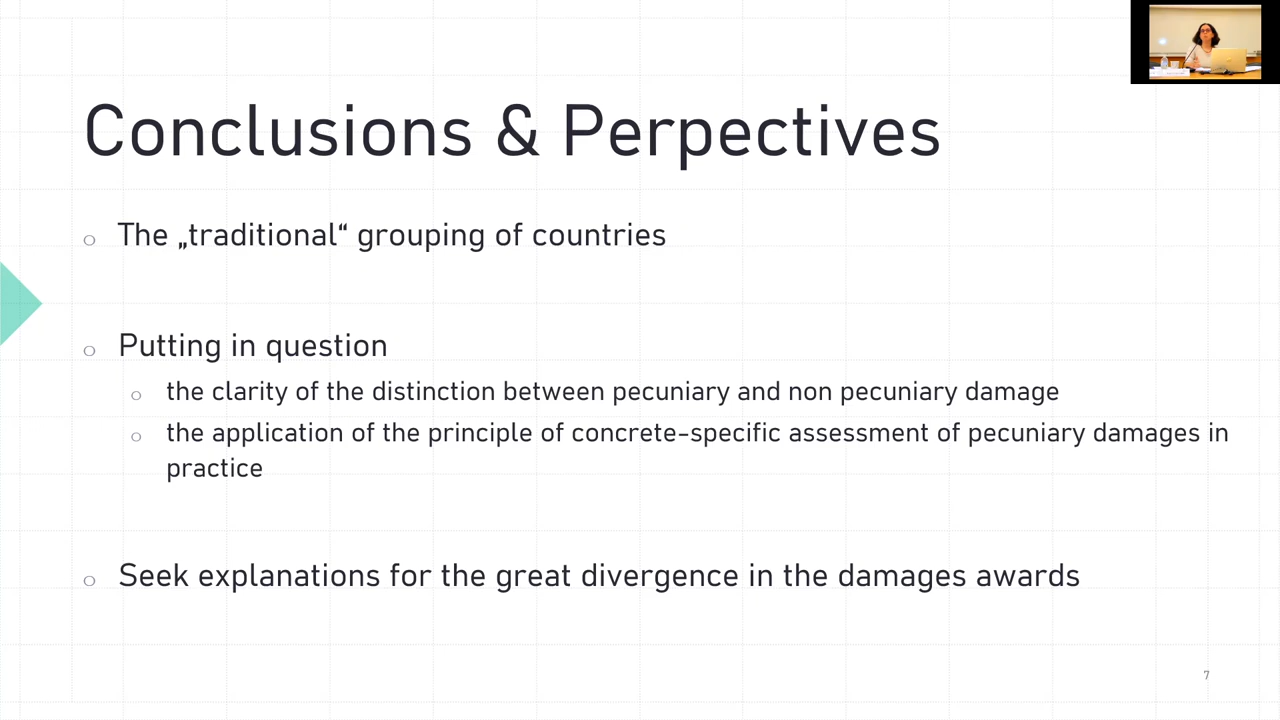 Conclusions & Perpectives
The „traditional“ grouping of countries
Putting in question
the clarity of the distinction between pecuniary and non pecuniary damage
the application of the principle of concrete-specific assessment of pecuniary damages in
practice
Seek explanations for the great divergence in the damages awards
7